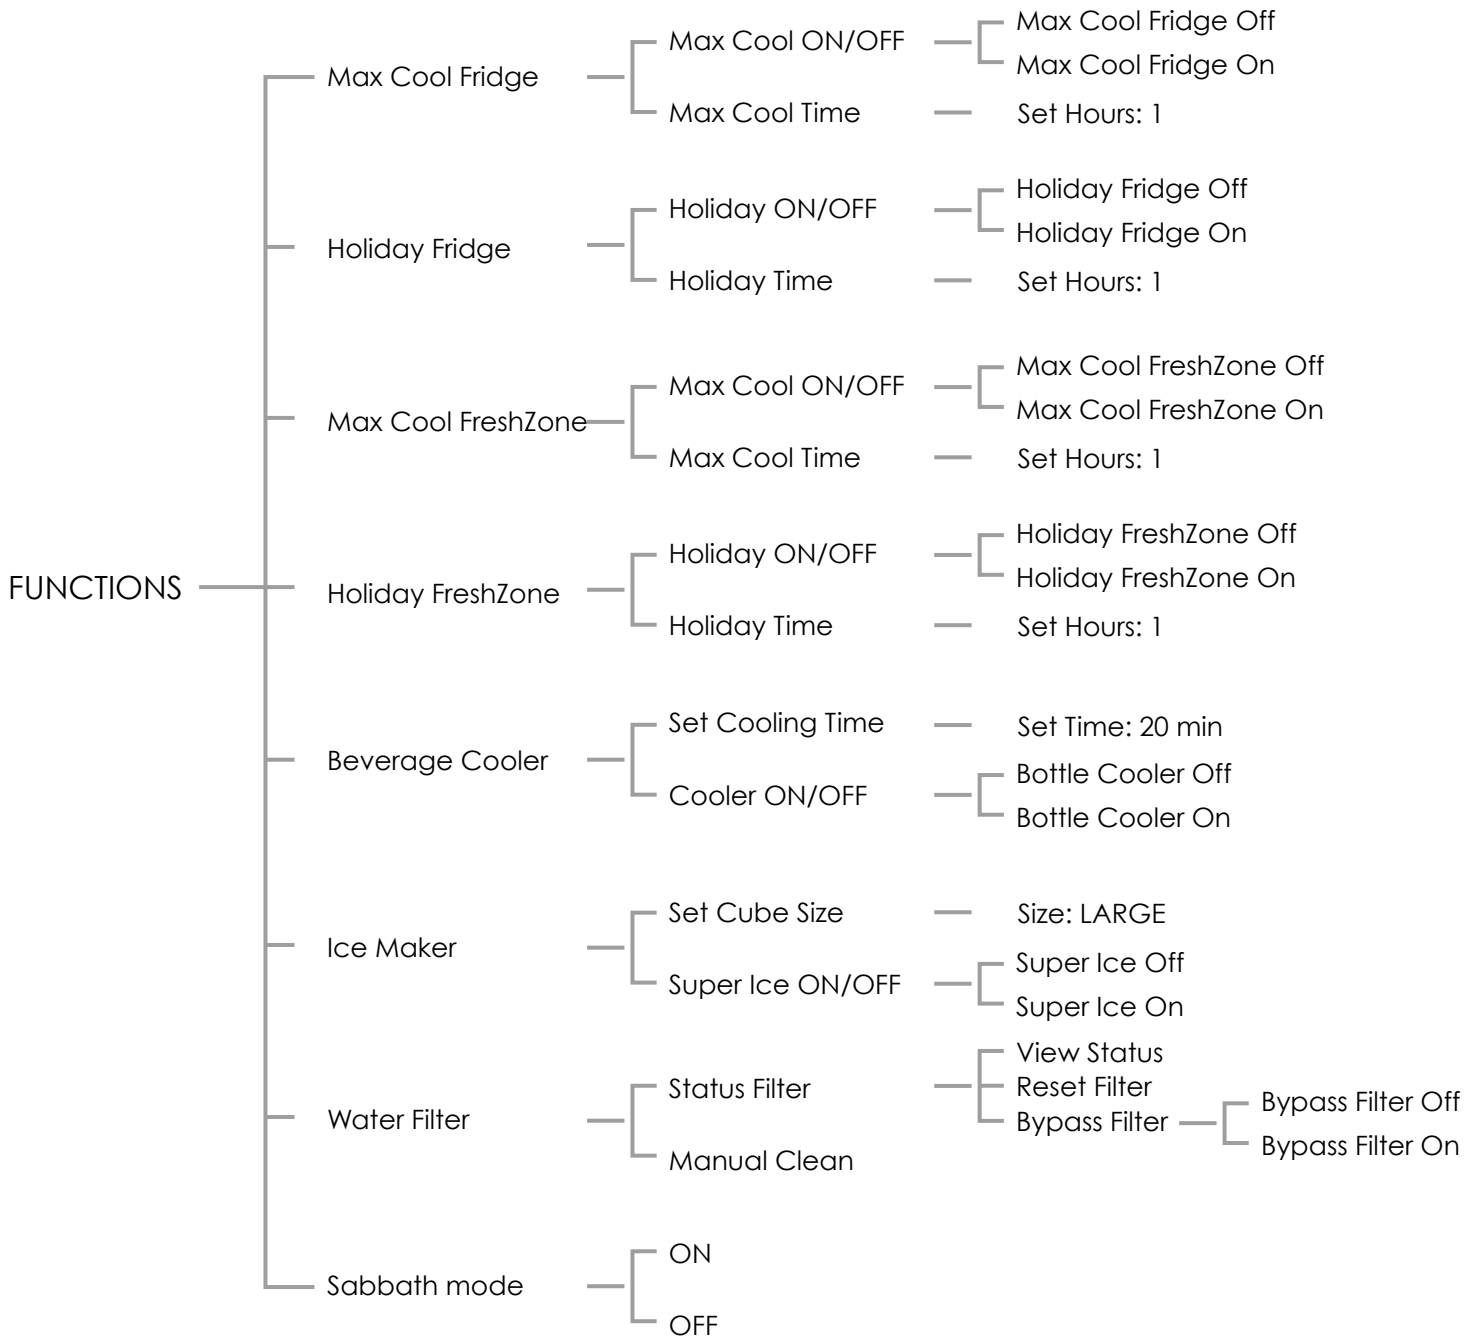 FUNCTIONS
Max Cool Fridge
Max Cool ON/OFF
Max Cool Fridge Off
Max Cool Fridge On
Max Cool Time
Set Hours: 1
Holiday Fridge
Holiday ON/OFF
Holiday Fridge Off
Holiday Fridge On
Holiday Time
Set Hours: 1
Max Cool FreshZone
Max Cool ON/OFF
Max Cool FreshZone Off
Max Cool FreshZone On
Max Cool Time
Set Hours: 1
Holiday FreshZone
Holiday ON/OFF
Holiday FreshZone Off
Holiday FreshZone On
Holiday Time
Set Hours: 1
Beverage Cooler
Set Cooling Time
Set Time: 20 min
Cooler ON/OFF
Bottle Cooler Off
Bottle Cooler On
Ice Maker
Set Cube Size
Size: LARGE
Super Ice ON/OFF
Super Ice Off
Super Ice On
Water Filter
Status Filter
View Status
Reset Filter
Bypass Filter
Bypass Filter Off
Bypass Filter On
Manual Clean
Sabbath mode
ON
OFF